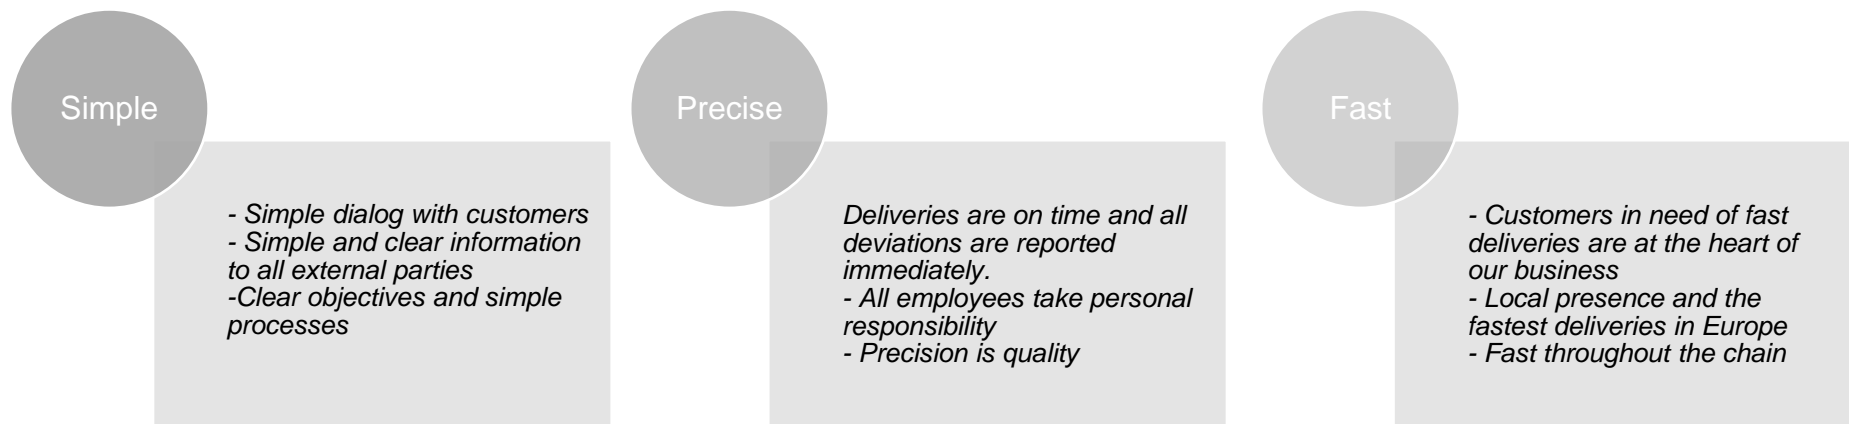 Simple
- Simple dialog with customers
- Simple and clear information
to all external parties
-Clear objectives and simple
processes
Precise
Deliveries are on time and all
deviations are reported
immediately.
- All employees take personal
responsibility
- Precision is quality
Fast
- Customers in need of fast
deliveries are at the heart of
our business
- Local presence and the
fastest deliveries in Europe
- Fast throughout the chain